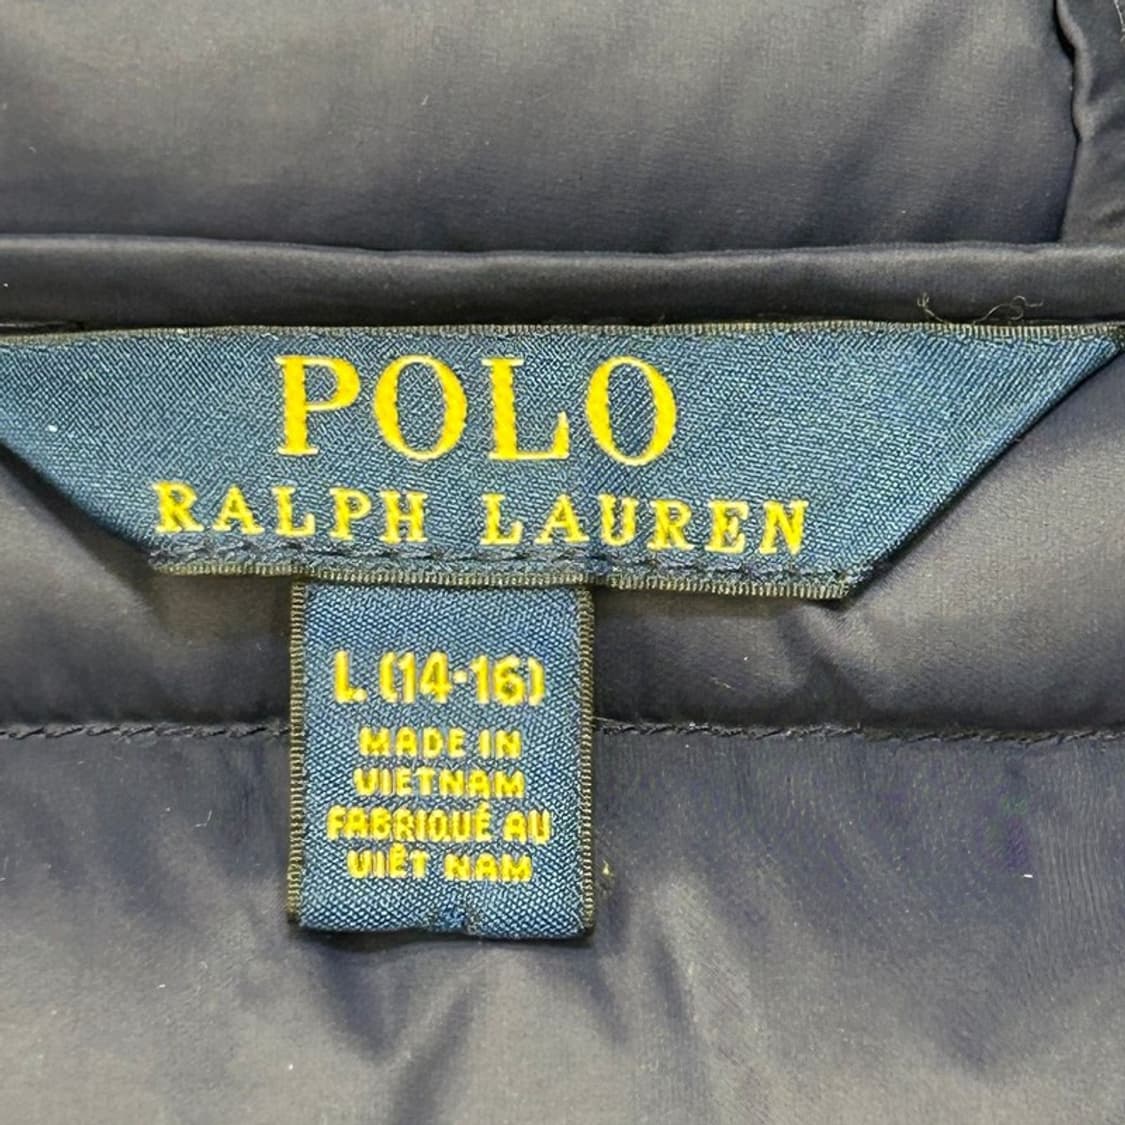 POLO
RALPH LAUREN
L (14-16)
MADE IN
VIETNAM
FABRIQUÉ AU
VIÊT NAM